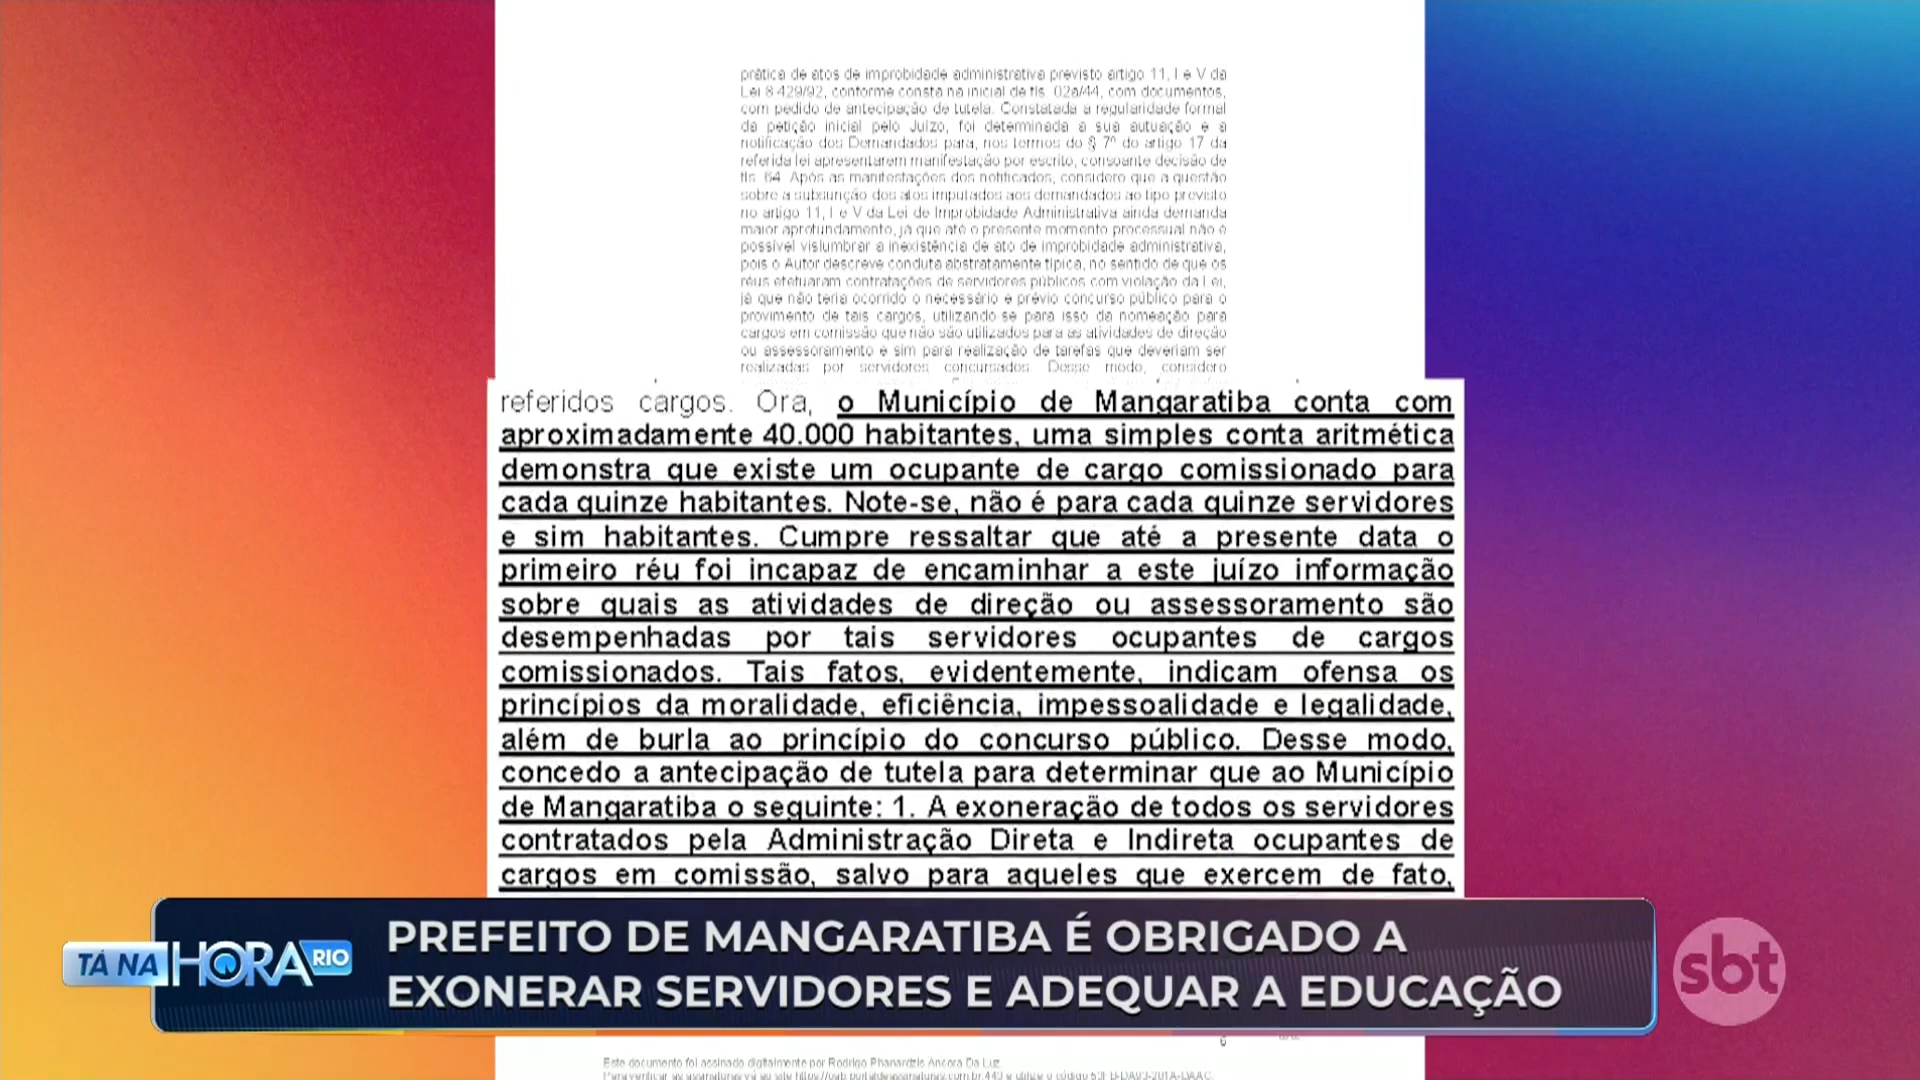 prática de atos de improbidade administrativa previsto artigo 11, I e V da
Lei 8.429/92, conforme consta na inicial de fls. 02a/44, com documentos,
com pedido de antecipação de tutela. Constatada a regularidade formal
da petição inicial pelo Juízo, foi determinada a sua autuação e a
notificação dos Demandados para, nos termos do § 7º do artigo 17 da
referida lei apresentarem manifestação por escrito, consoante decisão de
fls. 64. Após as manifestações dos notificados, considero que a questão
sobre a subsunção dos atos imputados aos demandados ao tipo previsto
no artigo 11, I e V da Lei de Improbidade Administrativa ainda demanda
maior aprofundamento, já que até o presente momento processual não é
possível vislumbrar a inexistência de ato de improbidade administrativa,
pois o Autor descreve conduta abstratamente típica, no sentido de que os
réus efetuaram contratações de servidores públicos com violação da Lei,
já que não teria ocorrido o necessário e prévio concurso público para o
provimento de tais cargos, utilizando-se para isso da nomeação para
cargos em comissão que não são utilizados para as atividades de direção
ou assessoramento e sim para realização de tarefas que deveriam ser
realizadas por servidores concursados. Desse modo, considero
referidos cargos. Ora, o Município de Mangaratiba conta com
aproximadamente 40.000 habitantes, uma simples conta aritmética
demonstra que existe um ocupante de cargo comissionado para
cada quinze habitantes. Note-se, não é para cada quinze servidores
e sim habitantes. Cumpre ressaltar que até a presente data o
primeiro réu foi incapaz de encaminhar a este juízo informação
sobre quais as atividades de direção ou assessoramento são
desempenhadas por tais servidores ocupantes de cargos
comissionados. Tais fatos, evidentemente, indicam ofensa os
princípios da moralidade, eficiência, impessoalidade e legalidade,
além de burla ao princípio do concurso público. Desse modo,
concedo a antecipação de tutela para determinar que ao Município
de Mangaratiba o seguinte: 1. A exoneração de todos os servidores
contratados pela Administração Direta e Indireta ocupantes de
cargos em comissão, salvo para aqueles que exercem de fato,
TÁ NA HORA RIO
PREFEITO DE MANGARATIBA É OBRIGADO A
EXONERAR SERVIDORES E ADEQUAR A EDUCAÇÃO
sbt
6
Este documento foi assinado digitalmente por Rodrigo Phanardzis Ancora Da Luz.